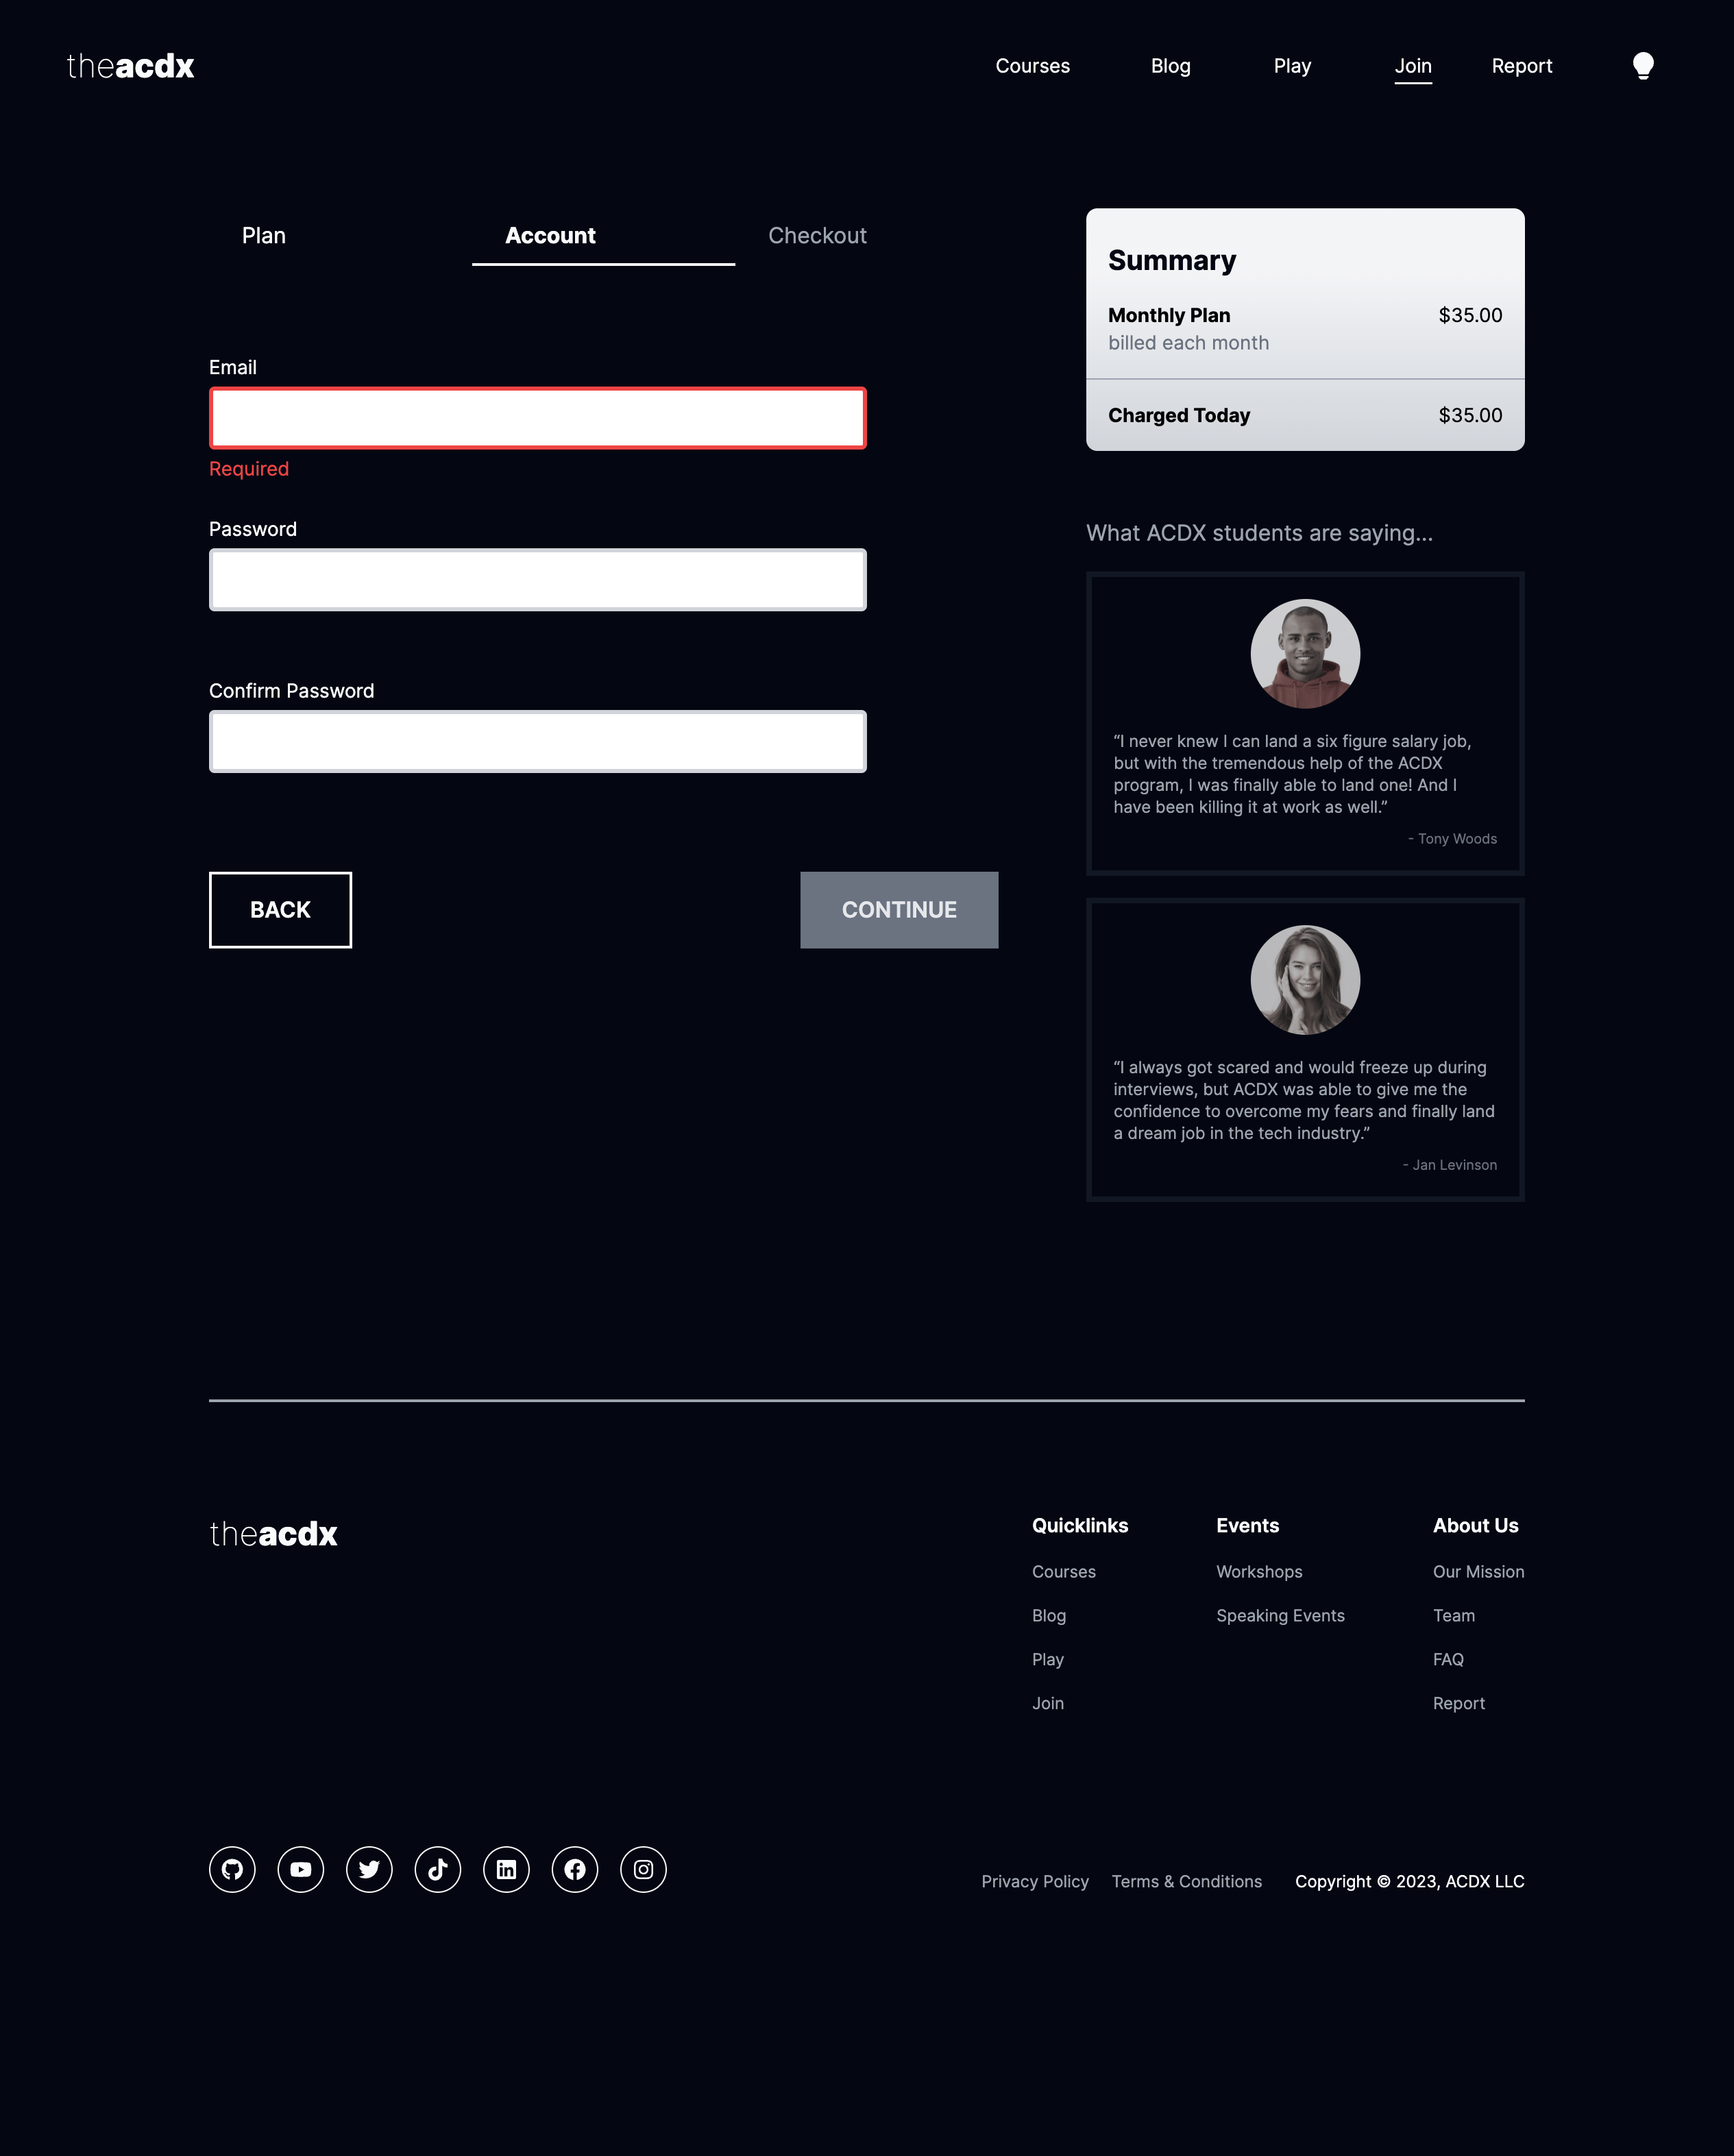 theacdx
Courses Blog Play Join Report
Plan Account Checkout
Email
Required
Password
Confirm Password
BACK CONTINUE
Summary
Monthly Plan $35.00
billed each month
Charged Today $35.00
What ACDX students are saying...
“I never knew I can land a six figure salary job,
but with the tremendous help of the ACDX
program, I was finally able to land one! And I
have been killing it at work as well.”
- Tony Woods
“I always got scared and would freeze up during
interviews, but ACDX was able to give me the
confidence to overcome my fears and finally land
a dream job in the tech industry.”
- Jan Levinson
theacdx
Quicklinks
Courses
Blog
Play
Join
Events
Workshops
Speaking Events
About Us
Our Mission
Team
FAQ
Report
in
Privacy Policy Terms & Conditions Copyright © 2023, ACDX LLC